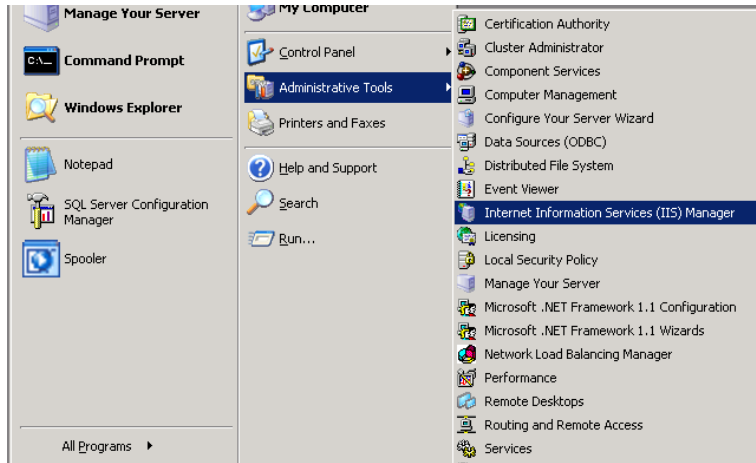 Manage Your Server
Command Prompt
Windows Explorer
Notepad
SQL Server Configuration
Manager
Spooler
All Programs
My Computer
Control Panel
Administrative Tools
Printers and Faxes
Help and Support
Search
Run...
Certification Authority
Cluster Administrator
Component Services
Computer Management
Configure Your Server Wizard
Data Sources (ODBC)
Distributed File System
Event Viewer
Internet Information Services (IIS) Manager
Licensing
Local Security Policy
Manage Your Server
Microsoft .NET Framework 1.1 Configuration
Microsoft .NET Framework 1.1 Wizards
Network Load Balancing Manager
Performance
Remote Desktops
Routing and Remote Access
Services